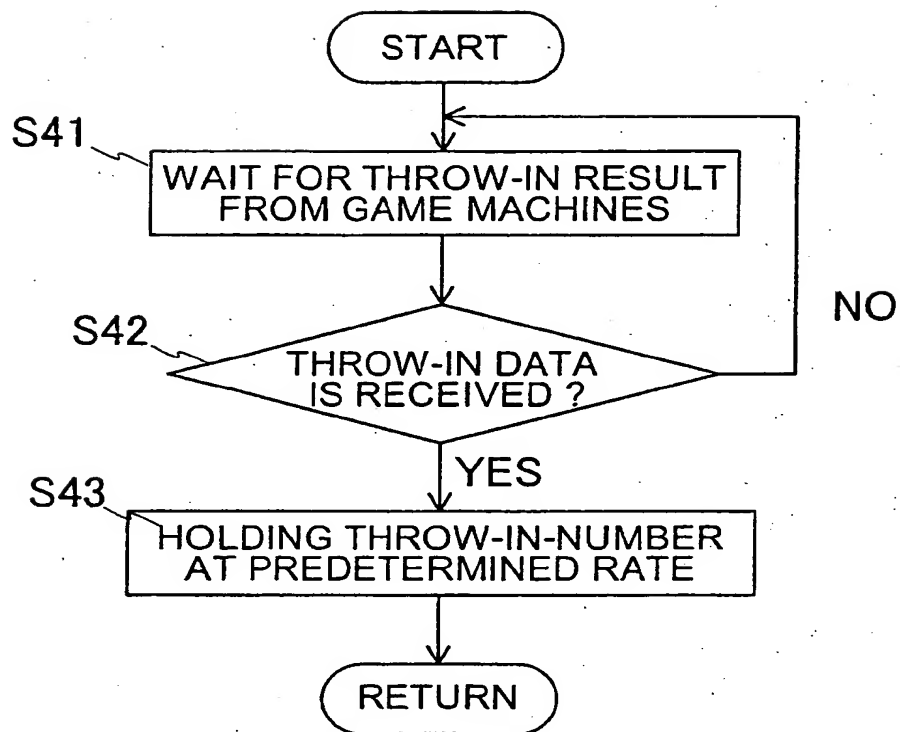 START
S41
WAIT FOR THROW-IN RESULT
FROM GAME MACHINES
S42
THROW-IN DATA
IS RECEIVED ?
NO
YES
S43
HOLDING THROW-IN-NUMBER
AT PREDETERMINED RATE
RETURN